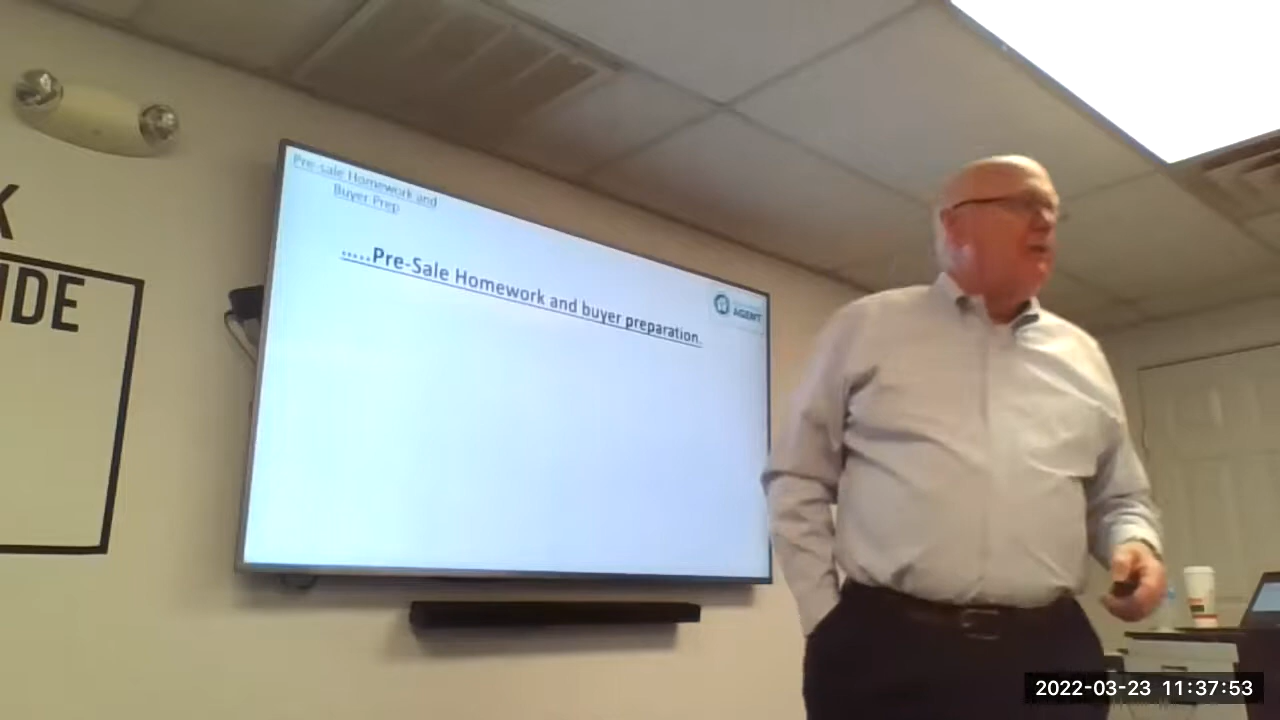 K
IDE
Pre-sale Homework and
Buyer Prep
.....Pre-Sale Homework and buyer preparation.
AGENT
2022-03-23 11:37:53